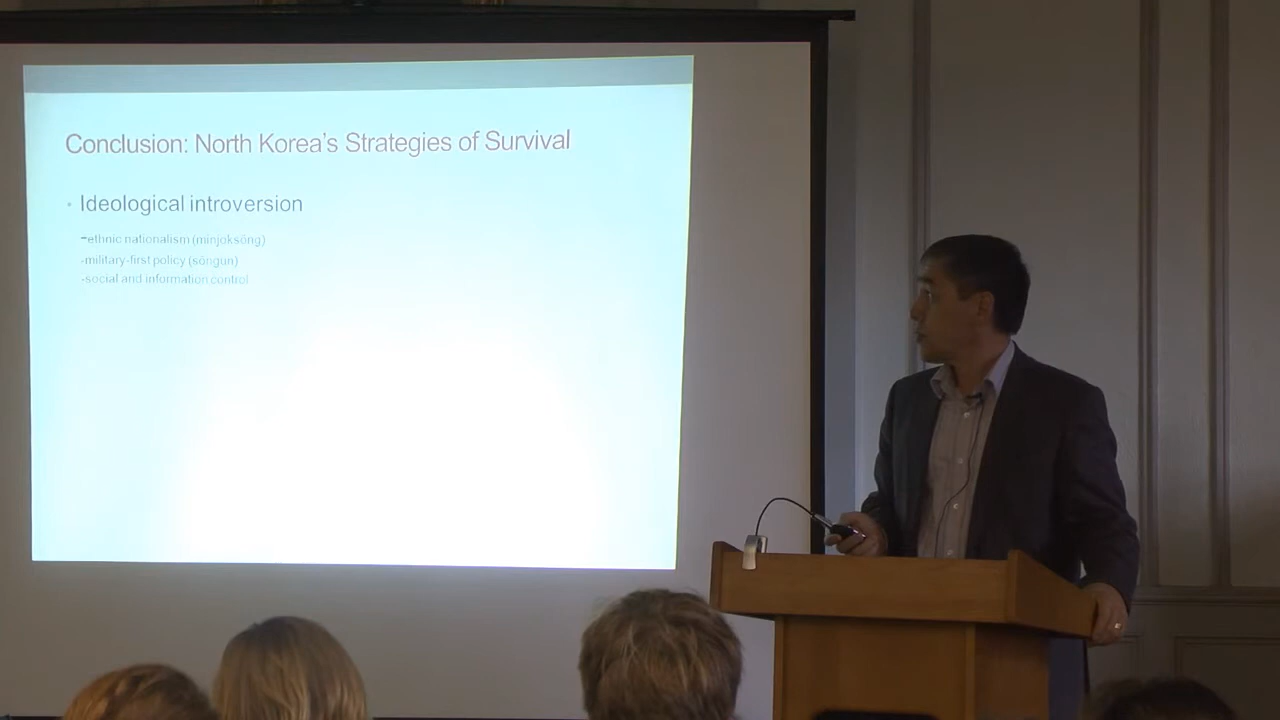 Conclusion: North Korea's Strategies of Survival
• Ideological introversion
-ethnic nationalism (minjoksŏng)
-military-first policy (sŏngun)
-social and information control